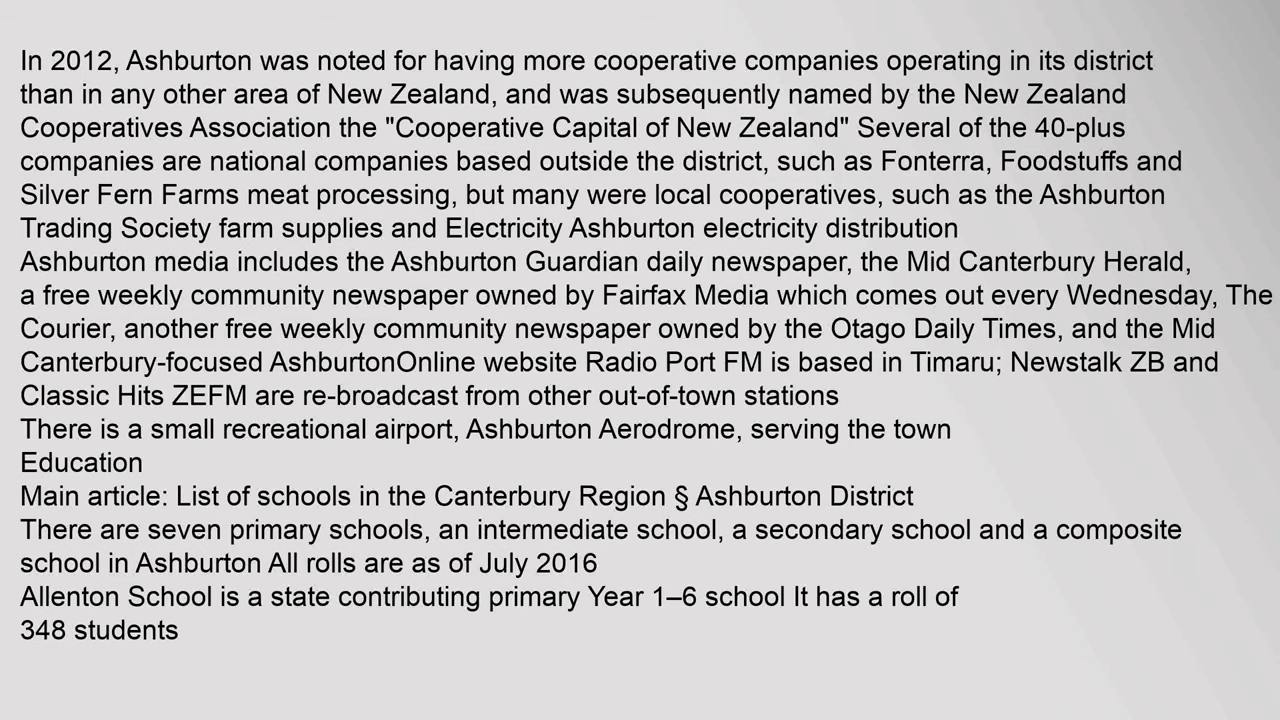 In 2012, Ashburton was noted for having more cooperative companies operating in its district
than in any other area of New Zealand, and was subsequently named by the New Zealand
Cooperatives Association the "Cooperative Capital of New Zealand" Several of the 40-plus
companies are national companies based outside the district, such as Fonterra, Foodstuffs and
Silver Fern Farms meat processing, but many were local cooperatives, such as the Ashburton
Trading Society farm supplies and Electricity Ashburton electricity distribution
Ashburton media includes the Ashburton Guardian daily newspaper, the Mid Canterbury Herald,
a free weekly community newspaper owned by Fairfax Media which comes out every Wednesday, The
Courier, another free weekly community newspaper owned by the Otago Daily Times, and the Mid
Canterbury-focused AshburtonOnline website Radio Port FM is based in Timaru; Newstalk ZB and
Classic Hits ZEFM are re-broadcast from other out-of-town stations
There is a small recreational airport, Ashburton Aerodrome, serving the town
Education
Main article: List of schools in the Canterbury Region § Ashburton District
There are seven primary schools, an intermediate school, a secondary school and a composite
school in Ashburton All rolls are as of July 2016
Allenton School is a state contributing primary Year 1–6 school It has a roll of
348 students